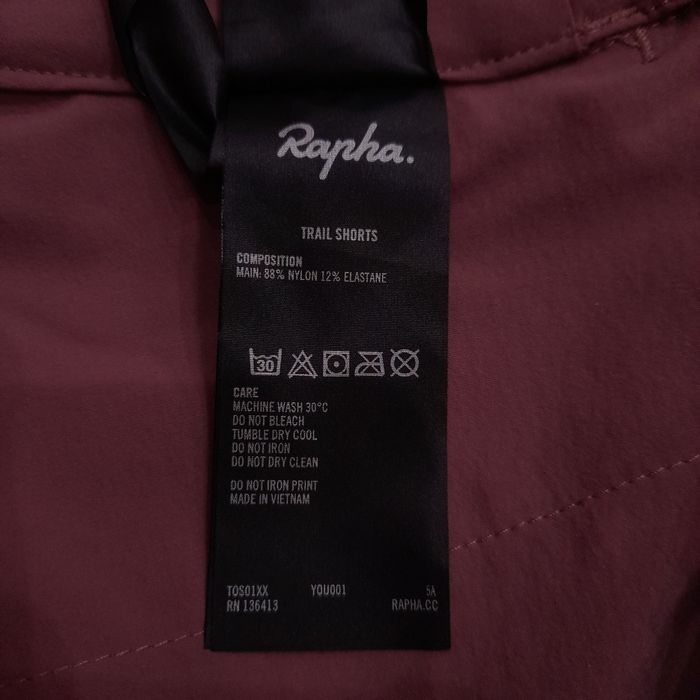 Rapha.
TRAIL SHORTS
COMPOSITION
MAIN: 88% NYLON 12% ELASTANE
30
CARE
MACHINE WASH 30°C
DO NOT BLEACH
TUMBLE DRY COOL
DO NOT IRON
DO NOT DRY CLEAN
DO NOT IRON PRINT
MADE IN VIETNAM
TOS01XX YOU001 5A
RN 136413 RAPHA.CC